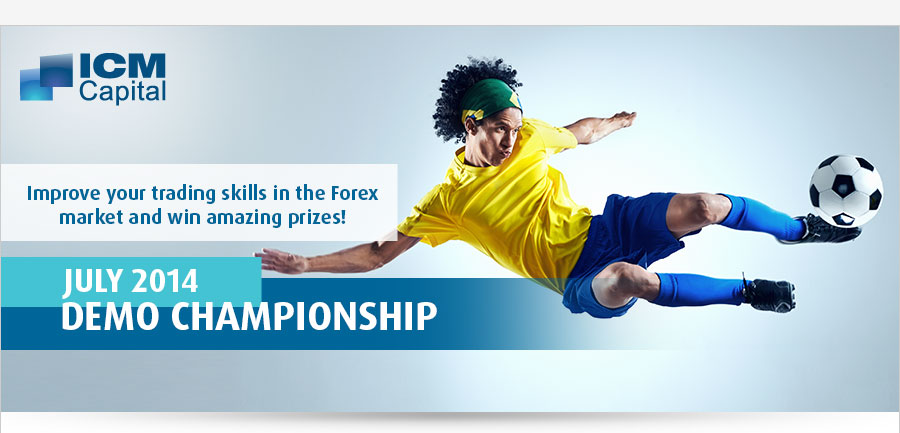 ICM
Capital
Improve your trading skills in the Forex
market and win amazing prizes!
JULY 2014
DEMO CHAMPIONSHIP